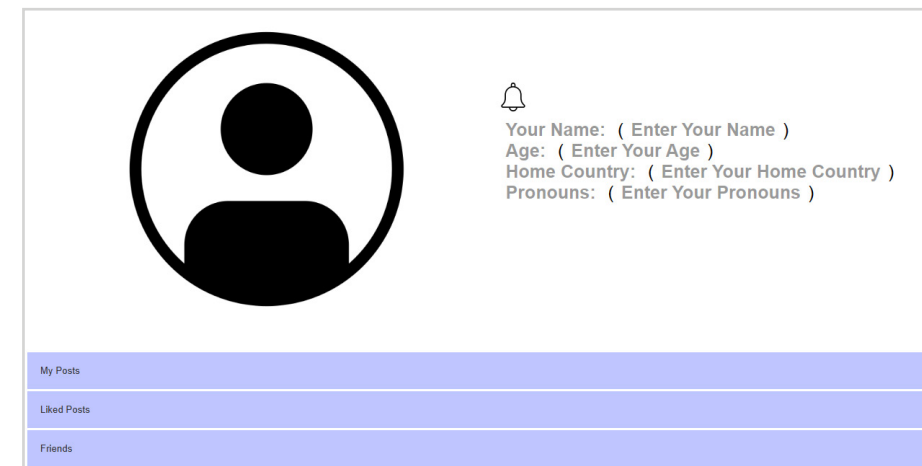 Your Name: ( Enter Your Name )
Age: ( Enter Your Age )
Home Country: ( Enter Your Home Country )
Pronouns: ( Enter Your Pronouns )
My Posts
Liked Posts
Friends